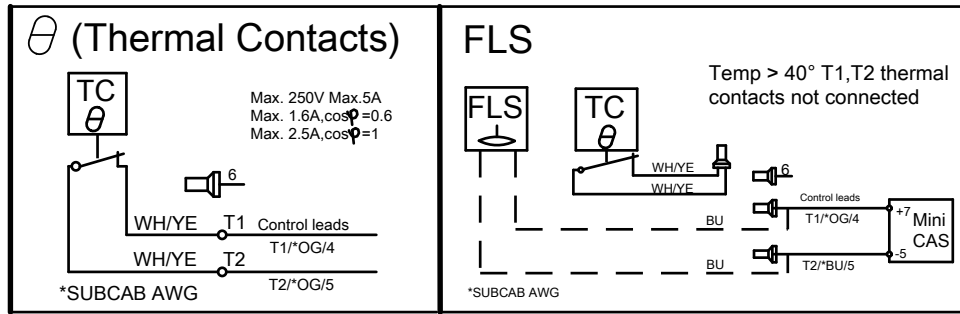 θ (Thermal Contacts)
TC
θ
Max. 250V Max.5A
Max. 1.6A,cosφ=0.6
Max. 2.5A,cosφ=1
6
WH/YE T1 Control leads
T1/*OG/4
WH/YE T2
T2/*OG/5
*SUBCAB AWG
FLS
Temp > 40° T1,T2 thermal
contacts not connected
FLS
TC
θ
WH/YE
WH/YE
6
Control leads
BU
T1/*OG/4
+7
Mini
CAS
-5
BU
T2/*BU/5
*SUBCAB AWG